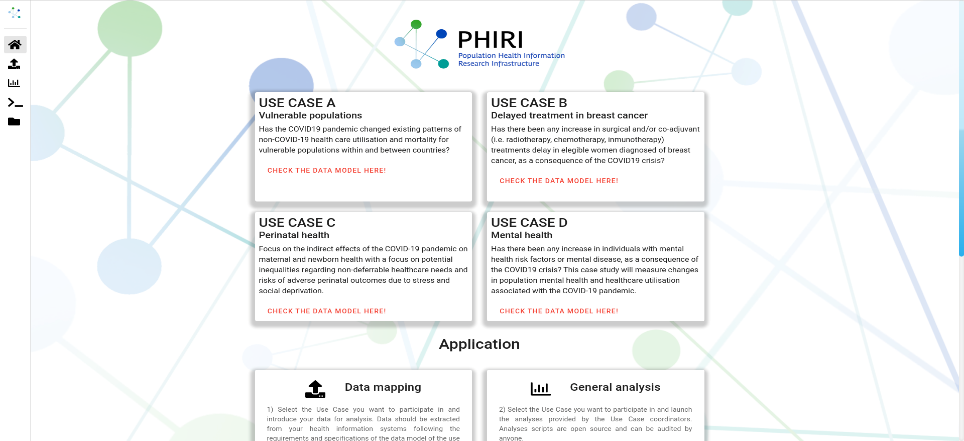 PHIRI
Population Health Information
Research Infrastructure
USE CASE A
Vulnerable populations
Has the COVID19 pandemic changed existing patterns of
non-COVID-19 health care utilisation and mortality for
vulnerable populations within and between countries?
CHECK THE DATA MODEL HERE!
USE CASE B
Delayed treatment in breast cancer
Has there been any increase in surgical and/or co-adjuvant
(i.e. radiotherapy, chemotherapy, inmunotherapy)
treatments delay in elegible women diagnosed of breast
cancer, as a consequence of the COVID19 crisis?
CHECK THE DATA MODEL HERE!
USE CASE C
Perinatal health
Focus on the indirect effects of the COVID-19 pandemic on
maternal and newborn health with a focus on potential
inequalities regarding non-deferrable healthcare needs and
risks of adverse perinatal outcomes due to stress and
social deprivation.
CHECK THE DATA MODEL HERE!
USE CASE D
Mental health
Has there been any increase in individuals with mental
health risk factors or mental disease, as a consequence of
the COVID19 crisis? This case study will measure changes
in population mental health and healthcare utilisation
associated with the COVID-19 pandemic.
CHECK THE DATA MODEL HERE!
Application
Data mapping
1) Select the Use Case you want to participate in and
introduce your data for analysis. Data should be extracted
from your health information systems following the
requirements and specifications of the data model of the use
General analysis
2) Select the Use Case you want to participate in and launch
the analyses provided by the Use Case coordinators.
Analyses scripts are open source and can be audited by
anyone.